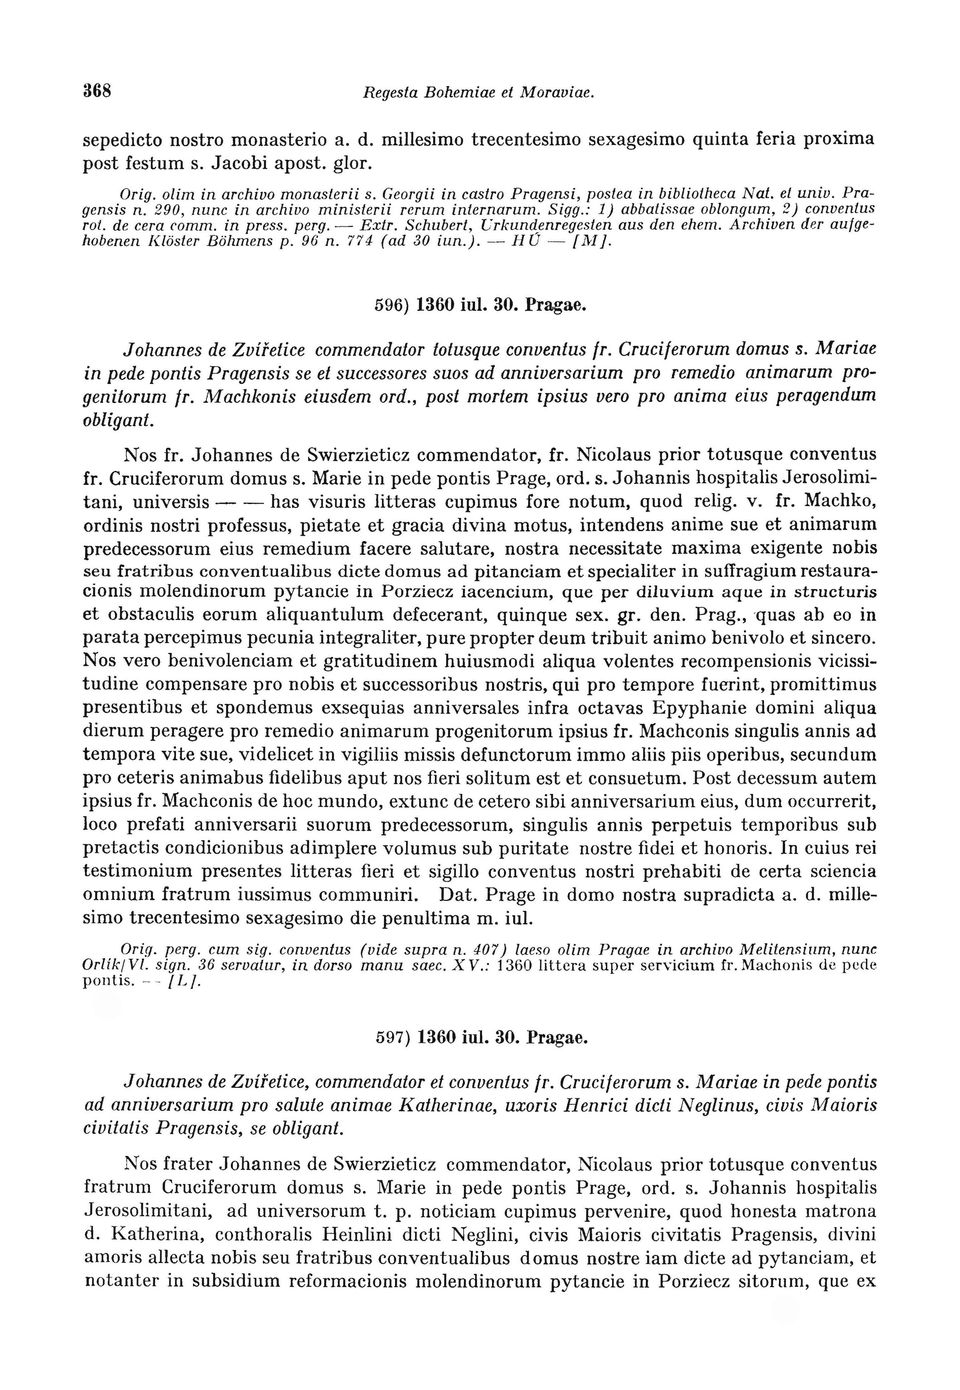 368
Regesta Bohemiae et Moraviae.
sepedicto nostro monasterio a. d. millesimo trecentesimo sexagesimo quinta feria proxima
post festum s. Jacobi apost. glor.
Orig. olim in archivo monasterii s. Georgii in castro Pragensi, postea in bibliotheca Nat. et univ. Pra-
gensis n. 290, nunc in archivo ministerii rerum internarum. Sigg.: 1) abbatissae oblongum, 2) conventus
rot. de cera comm. in press. perg. — Extr. Schubert, Urkundenregesten aus den ehem. Archiven der aufge-
hobenen Klöster Böhmens p. 96 n. 774 (ad 30 iun.). — HÚ — [M].
596) 1360 iul. 30. Pragae.
Johannes de Zvířetice commendator totusque conventus fr. Cruciferorum domus s. Mariae
in pede pontis Pragensis se et successores suos ad anniversarium pro remedio animarum pro-
genitorum fr. Machkonis eiusdem ord., post mortem ipsius vero pro anima eius peragendum
obligant.
Nos fr. Johannes de Swierzieticz commendator, fr. Nicolaus prior totusque conventus
fr. Cruciferorum domus s. Marie in pede pontis Prage, ord. s. Johannis hospitalis Jerosolimi-
tani, universis — — has visuris litteras cupimus fore notum, quod relig. v. fr. Machko,
ordinis nostri professus, pietate et gracia divina motus, intendens anime sue et animarum
predecessorum eius remedium facere salutare, nostra necessitate maxima exigente nobis
seu fratribus conventualibus dicte domus ad pitanciam et specialiter in suffragium restaura-
cionis molendinorum pytancie in Porziecz iacencium, que per diluvium aque in structuris
et obstaculis eorum aliquantulum defecerant, quinque sex. gr. den. Prag., quas ab eo in
parata percepimus pecunia integraliter, pure propter deum tribuit animo benivolo et sincero.
Nos vero benivolenciam et gratitudinem huiusmodi aliqua volentes recompensionis vicissi-
tudine compensare pro nobis et successoribus nostris, qui pro tempore fuerint, promittimus
presentibus et spondemus exsequias anniversales infra octavas Epyphanie domini aliqua
dierum peragere pro remedio animarum progenitorum ipsius fr. Machconis singulis annis ad
tempora vite sue, videlicet in vigiliis missis defunctorum immo aliis piis operibus, secundum
pro ceteris animabus fidelibus aput nos fieri solitum est et consuetum. Post decessum autem
ipsius fr. Machconis de hoc mundo, extunc de cetero sibi anniversarium eius, dum occurrerit,
loco prefati anniversarii suorum predecessorum, singulis annis perpetuis temporibus sub
pretactis condicionibus adimplere volumus sub puritate nostre fidei et honoris. In cuius rei
testimonium presentes litteras fieri et sigillo conventus nostri prehabiti de certa sciencia
omnium fratrum iussimus communiri. Dat. Prage in domo nostra supradicta a. d. mille-
simo trecentesimo sexagesimo die penultima m. iul.
Orig. perg. cum sig. conventus (vide supra n. 407) laeso olim Pragae in archivo Melitensium, nunc
Orlík/Vl. sign. 36 servatur, in dorso manu saec. XV.: 1360 littera super servicium fr. Machonis de pede
pontis. -- [L].
597) 1360 iul. 30. Pragae.
Johannes de Zvířetice, commendator et conventus fr. Cruciferorum s. Mariae in pede pontis
ad anniversarium pro salute animae Katherinae, uxoris Henrici dicti Neglinus, civis Maioris
civitatis Pragensis, se obligant.
Nos frater Johannes de Swierzieticz commendator, Nicolaus prior totusque conventus
fratrum Cruciferorum domus s. Marie in pede pontis Prage, ord. s. Johannis hospitalis
Jerosolimitani, ad universorum t. p. noticiam cupimus pervenire, quod honesta matrona
d. Katherina, conthoralis Heinlini dicti Neglini, civis Maioris civitatis Pragensis, divini
amoris allecta nobis seu fratribus conventualibus domus nostre iam dicte ad pytanciam, et
notanter in subsidium reformacionis molendinorum pytancie in Porziecz sitorum, que ex